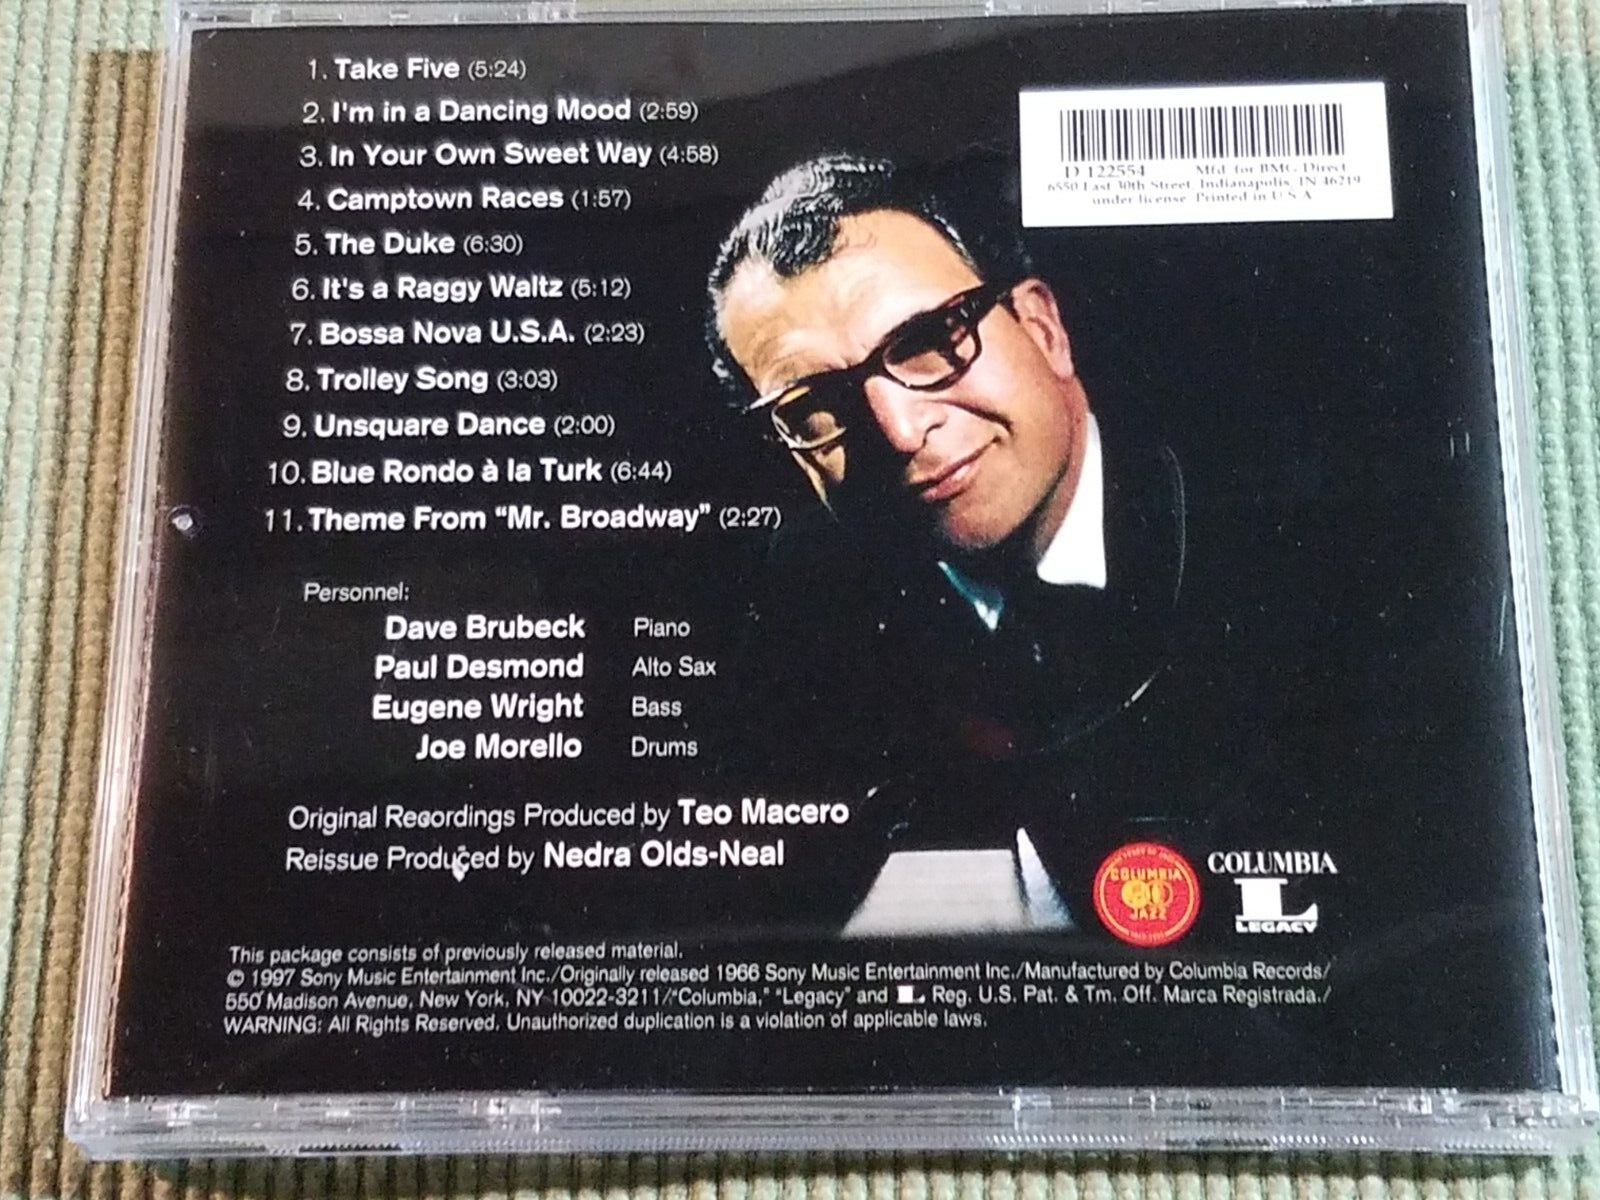 1. Take Five (5:24)
2. I'm in a Dancing Mood (2:59)
3. In Your Own Sweet Way (4:58)
4. Camptown Races (1:57)
5. The Duke (6:30)
6. It's a Raggy Waltz (5:12)
7. Bossa Nova U.S.A. (2:23)
8. Trolley Song (3:03)
9. Unsquare Dance (2:00)
10. Blue Rondo à la Turk (6:44)
11. Theme From “Mr. Broadway” (2:27)
Personnel:
Dave Brubeck Piano
Paul Desmond Alto Sax
Eugene Wright Bass
Joe Morello Drums
Original Recordings Produced by Teo Macero
Reissue Produced by Nedra Olds-Neal
This package consists of previously released material.
© 1997 Sony Music Entertainment Inc./Originally released 1966 Sony Music Entertainment Inc./Manufactured by Columbia Records/
550 Madison Avenue, New York, NY 10022-3211/"Columbia," "Legacy" and L Reg. U.S. Pat. & Tm. Off. Marca Registrada./
WARNING: All Rights Reserved. Unauthorized duplication is a violation of applicable laws.
D 122554 Mfd. for BMG Direct
6550 East 30th Street, Indianapolis, IN 46219
under license. Printed in U.S.A
COLUMBIA
JAZZ
COLUMBIA
L
LEGACY